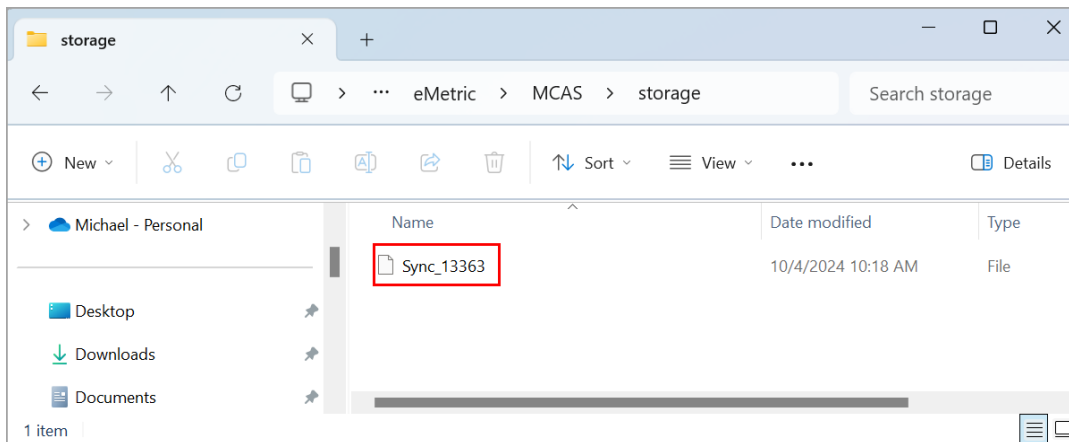 storage
··· eMetric > MCAS > storage
Search storage
New
Sort
View
···
Details
Michael - Personal
Name
Date modified
Type
Sync_13363
10/4/2024 10:18 AM
File
Desktop
Downloads
Documents
1 item